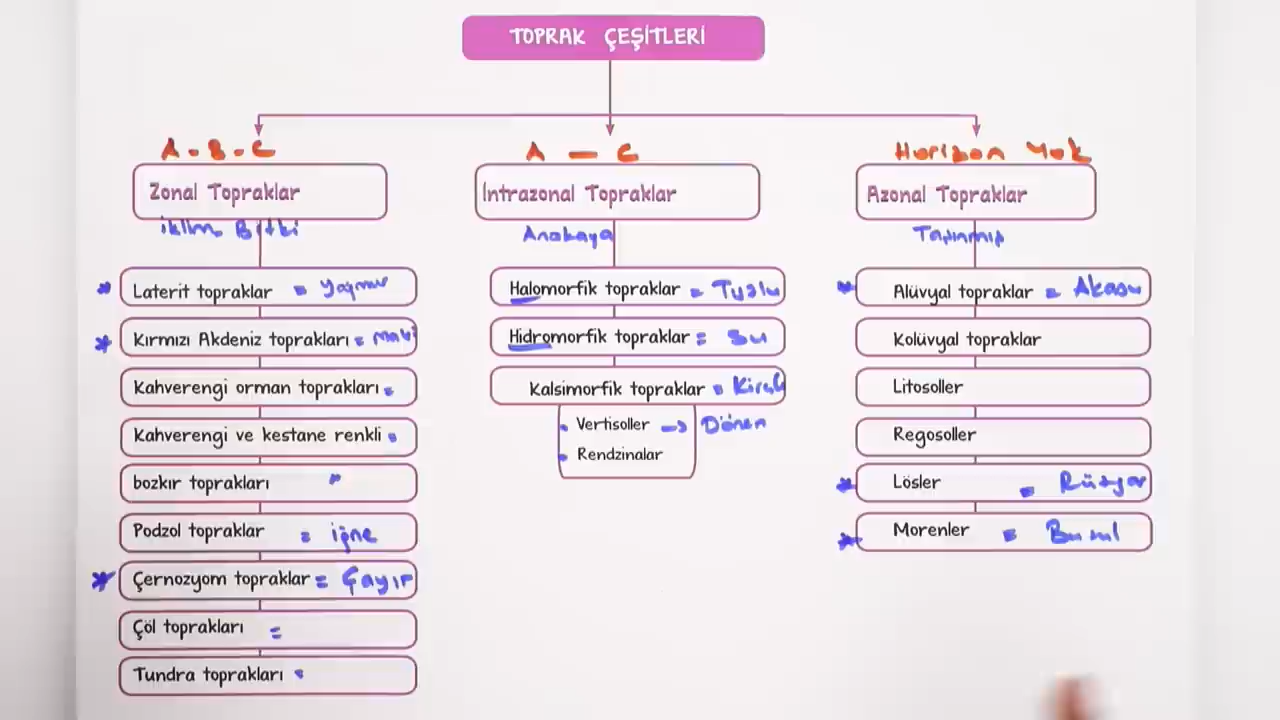 TOPRAK ÇEŞİTLERİ
A - B - C
Zonal Topraklar
iklim Bitki
* Laterit topraklar = Yağmur
* Kırmızı Akdeniz toprakları = Maki
Kahverengi orman toprakları =
Kahverengi ve kestane renkli
bozkır toprakları
Podzol topraklar = iğne
* Çernozyom topraklar = Çayır
Çöl toprakları =
Tundra toprakları
A - C
İntrazonal Topraklar
Anakaya
Halomorfik topraklar = Tuzlu
Hidromorfik topraklar = Su
Kalsimorfik topraklar = Kireç
Vertisoller → Dönen
Rendzinalar
Horizon Yok
Azonal Topraklar
Taşınmış
* Alüvyal topraklar = Akarsu
Kolüvyal topraklar
Litosoller
Regosoller
* Lösler = Rüzgar
* Morenler = Buzul